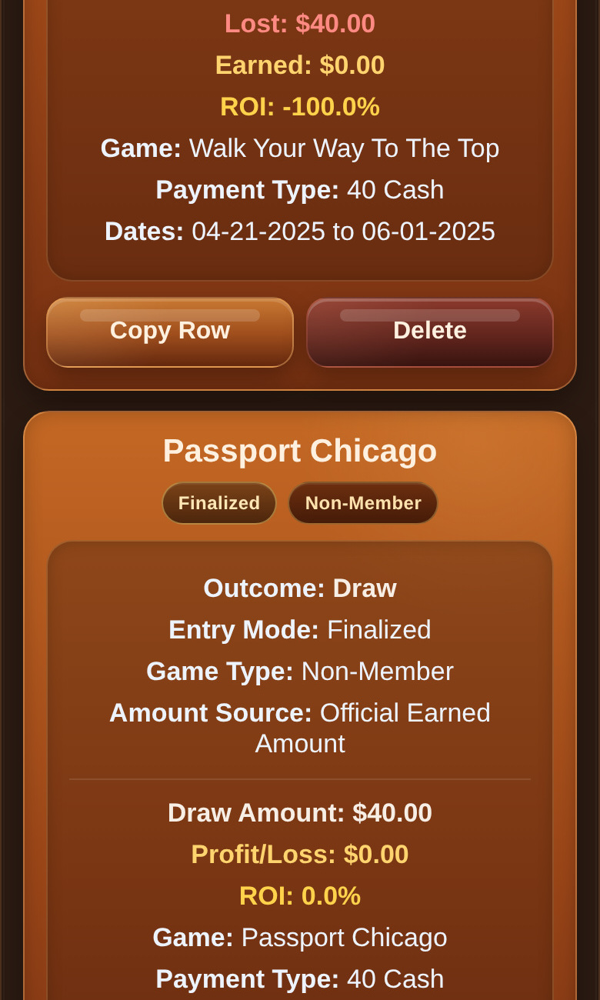 Lost: $40.00
Earned: $0.00
ROI: -100.0%
Game: Walk Your Way To The Top
Payment Type: 40 Cash
Dates: 04-21-2025 to 06-01-2025
Copy Row
Delete
Passport Chicago
Finalized
Non-Member
Outcome: Draw
Entry Mode: Finalized
Game Type: Non-Member
Amount Source: Official Earned
Amount
Draw Amount: $40.00
Profit/Loss: $0.00
ROI: 0.0%
Game: Passport Chicago
Payment Type: 40 Cash